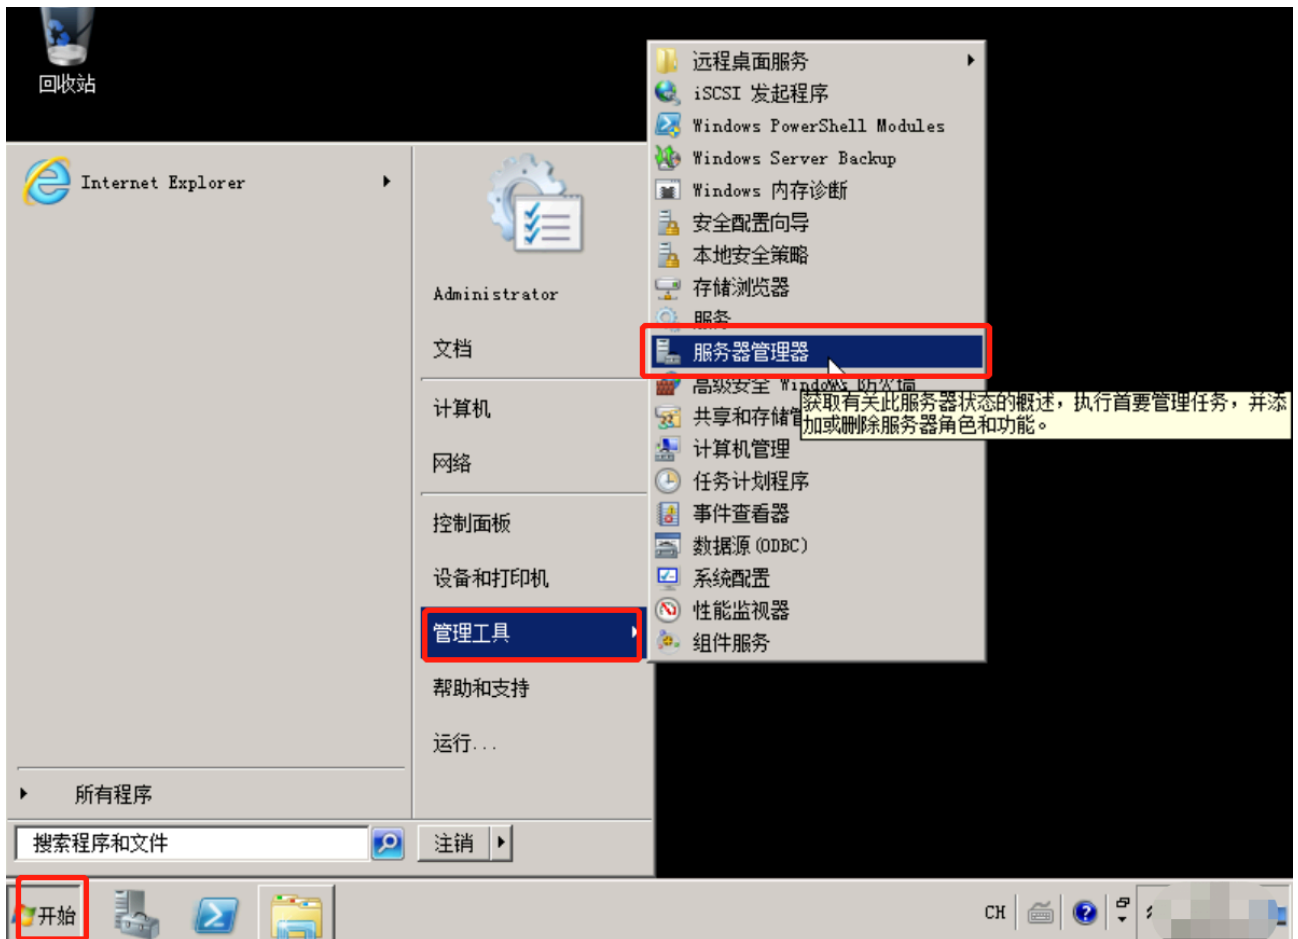 回收站
Internet Explorer
Administrator
文档
计算机
网络
控制面板
设备和打印机
管理工具
帮助和支持
运行...
所有程序
搜索程序和文件
注销
远程桌面服务
iSCSI 发起程序
Windows PowerShell Modules
Windows Server Backup
Windows 内存诊断
安全配置向导
本地安全策略
存储浏览器
服务
服务器管理器
高级安全 Windows 防火墙
获取有关此服务器状态的概述，执行首要管理任务，并添
加或删除服务器角色和功能。
共享和存储管
计算机管理
任务计划程序
事件查看器
数据源(ODBC)
系统配置
性能监视器
组件服务
开始
CH